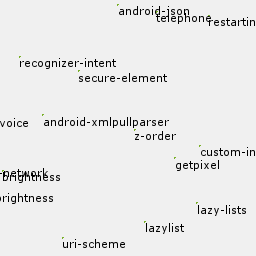 android-json
telephone
restartin
recognizer-intent
secure-element
voice
android-xmlpullparser
z-order
custom-in
getpixel
-network
brightness
brightness
lazy-lists
lazylist
uri-scheme